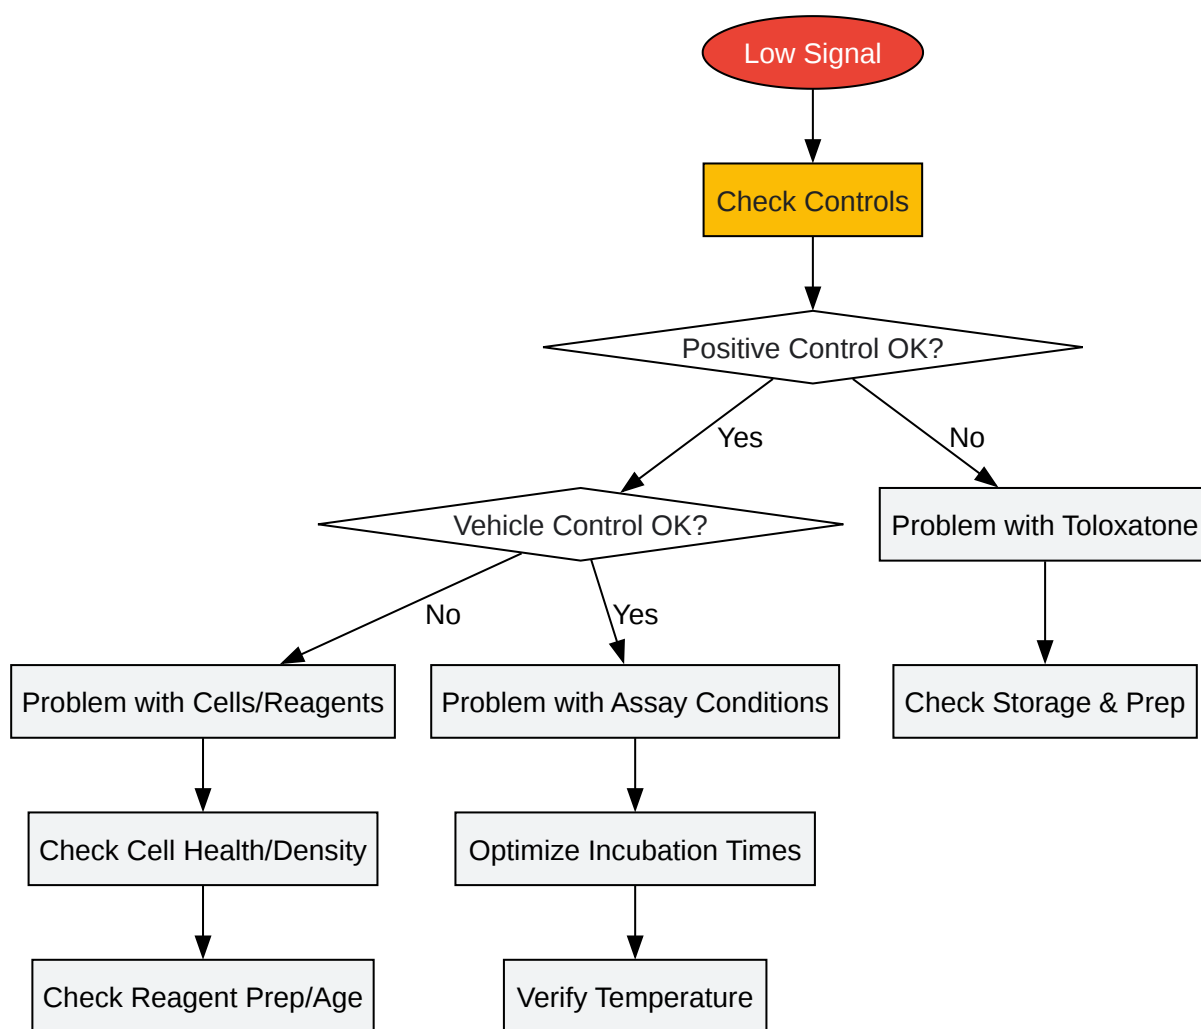 Low Signal
Check Controls
Positive Control OK?
Yes
No
Vehicle Control OK?
Problem with Toloxatone
No
Yes
Problem with Cells/Reagents
Problem with Assay Conditions
Check Storage & Prep
Check Cell Health/Density
Optimize Incubation Times
Check Reagent Prep/Age
Verify Temperature